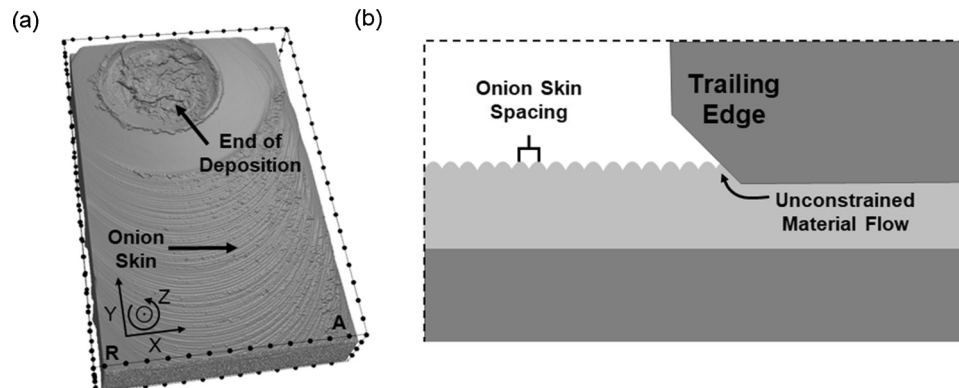 (a)
End of
Deposition
Onion
Skin
Z
Y
X
R
A
(b)
Onion Skin
Spacing
Trailing
Edge
Unconstrained
Material Flow